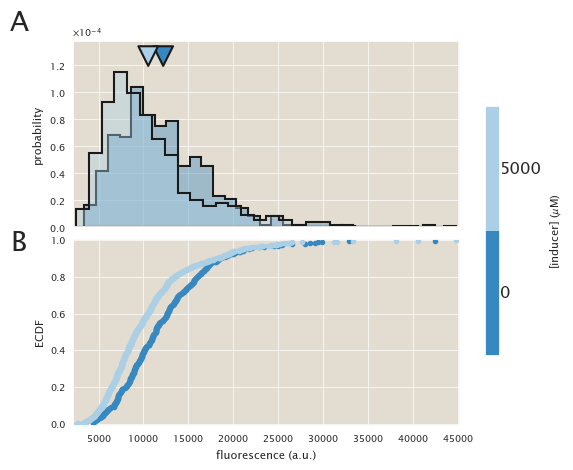 A
×10⁻⁴
1.2
1.0
0.8
0.6
0.4
0.2
0.0
probability
B
1.0
0.8
0.6
0.4
0.2
0.0
ECDF
5000 10000 15000 20000 25000 30000 35000 40000 45000
fluorescence (a.u.)
5000
0
[inducer] (μM)